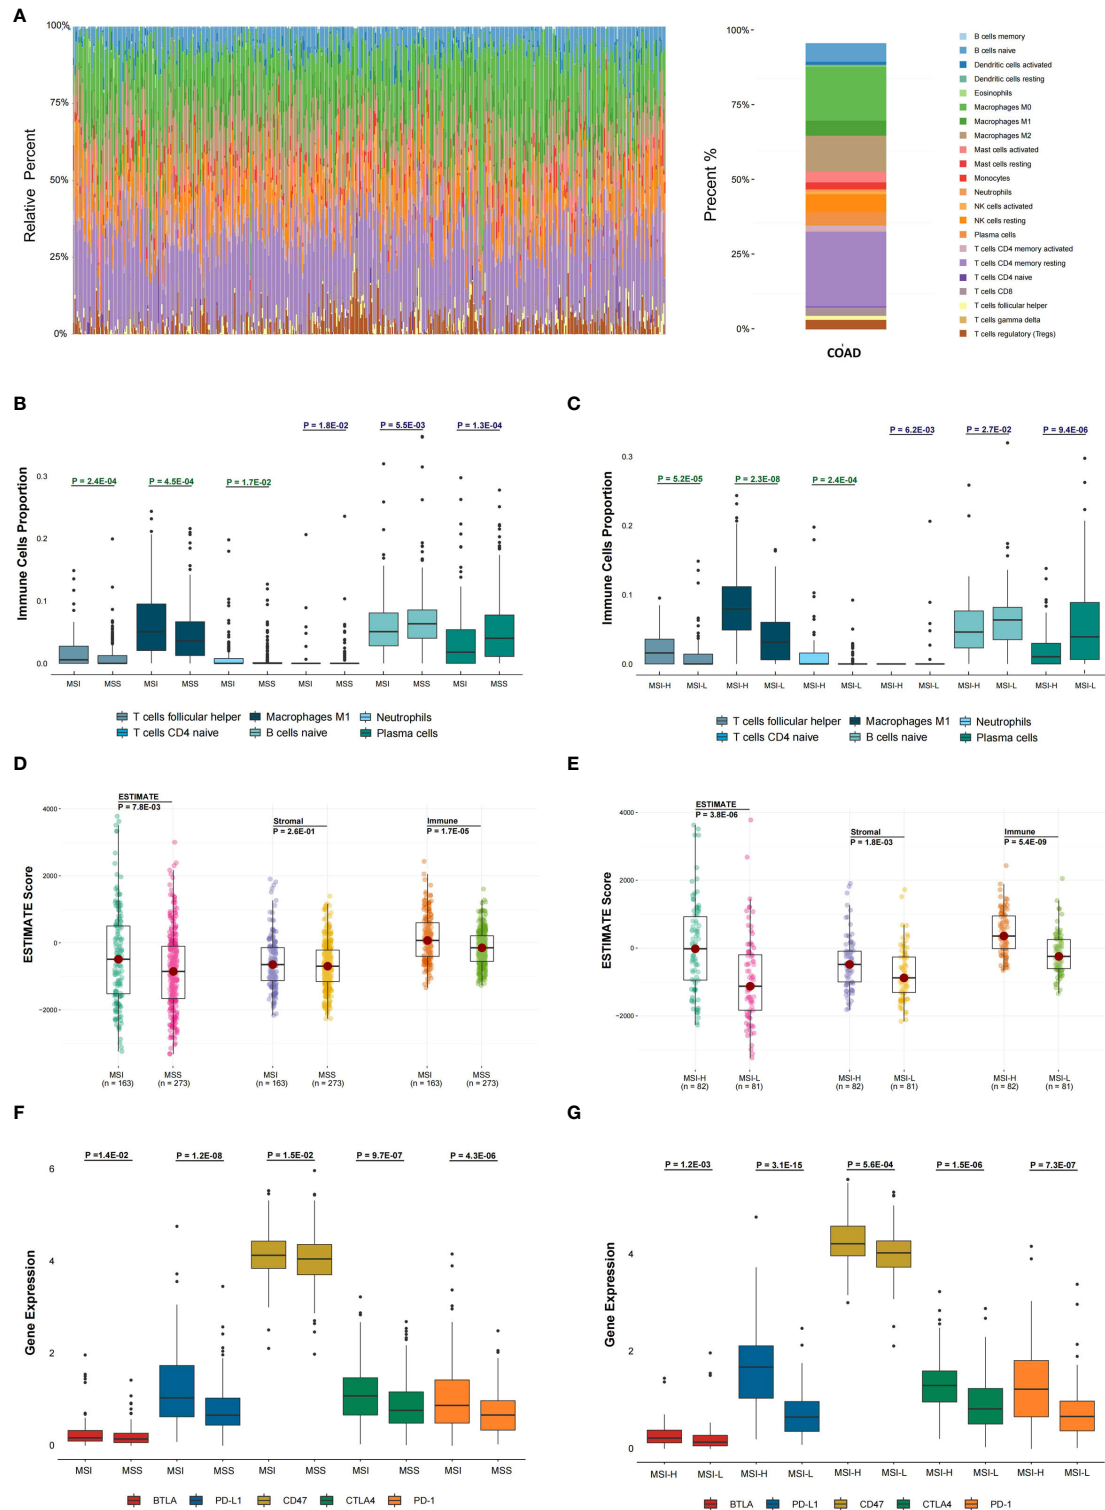 A
100%
75%
50%
25%
0%
Relative Percent
100%
75%
50%
25%
0%
Precent %
COAD
B cells memory
B cells naive
Dendritic cells activated
Dendritic cells resting
Eosinophils
Macrophages M0
Macrophages M1
Macrophages M2
Mast cells activated
Mast cells resting
Monocytes
Neutrophils
NK cells activated
NK cells resting
Plasma cells
T cells CD4 memory activated
T cells CD4 memory resting
T cells CD4 naive
T cells CD8
T cells follicular helper
T cells gamma delta
T cells regulatory (Tregs)
B
P = 2.4E-04 P = 4.5E-04 P = 1.7E-02 P = 1.8E-02 P = 5.5E-03 P = 1.3E-04
Immune Cells Proportion
0.3
0.2
0.1
0.0
MSI MSS MSI MSS MSI MSS MSI MSS MSI MSS MSI MSS
T cells follicular helper Macrophages M1 Neutrophils
T cells CD4 naive B cells naive Plasma cells
C
P = 5.2E-05 P = 2.3E-08 P = 2.4E-04 P = 6.2E-03 P = 2.7E-02 P = 9.4E-06
Immune Cells Proportion
0.3
0.2
0.1
0.0
MSI-H MSI-L MSI-H MSI-L MSI-H MSI-L MSI-H MSI-L MSI-H MSI-L MSI-H MSI-L
T cells follicular helper Macrophages M1 Neutrophils
T cells CD4 naive B cells naive Plasma cells
D
ESTIMATE
P = 7.8E-03
Stromal
P = 2.6E-01
Immune
P = 1.7E-05
ESTIMATE Score
4000
2000
0
−2000
MSI MSS MSI MSS MSI MSS
(n = 163) (n = 273) (n = 163) (n = 273) (n = 163) (n = 273)
E
ESTIMATE
P = 3.8E-06
Stromal
P = 1.8E-03
Immune
P = 5.4E-09
ESTIMATE Score
4000
2000
0
−2000
MSI-H MSI-L MSI-H MSI-L MSI-H MSI-L
(n = 82) (n = 81) (n = 82) (n = 81) (n = 82) (n = 81)
F
P =1.4E-02 P = 1.2E-08 P = 1.5E-02 P = 9.7E-07 P = 4.3E-06
Gene Expression
6
4
2
0
MSI MSS MSI MSS MSI MSS MSI MSS MSI MSS
BTLA PD-L1 CD47 CTLA4 PD-1
G
P = 1.2E-03 P = 3.1E-15 P = 5.6E-04 P = 1.5E-06 P = 7.3E-07
Gene Expression
4
2
0
MSI-H MSI-L MSI-H MSI-L MSI-H MSI-L MSI-H MSI-L MSI-H MSI-L
BTLA PD-L1 CD47 CTLA4 PD-1